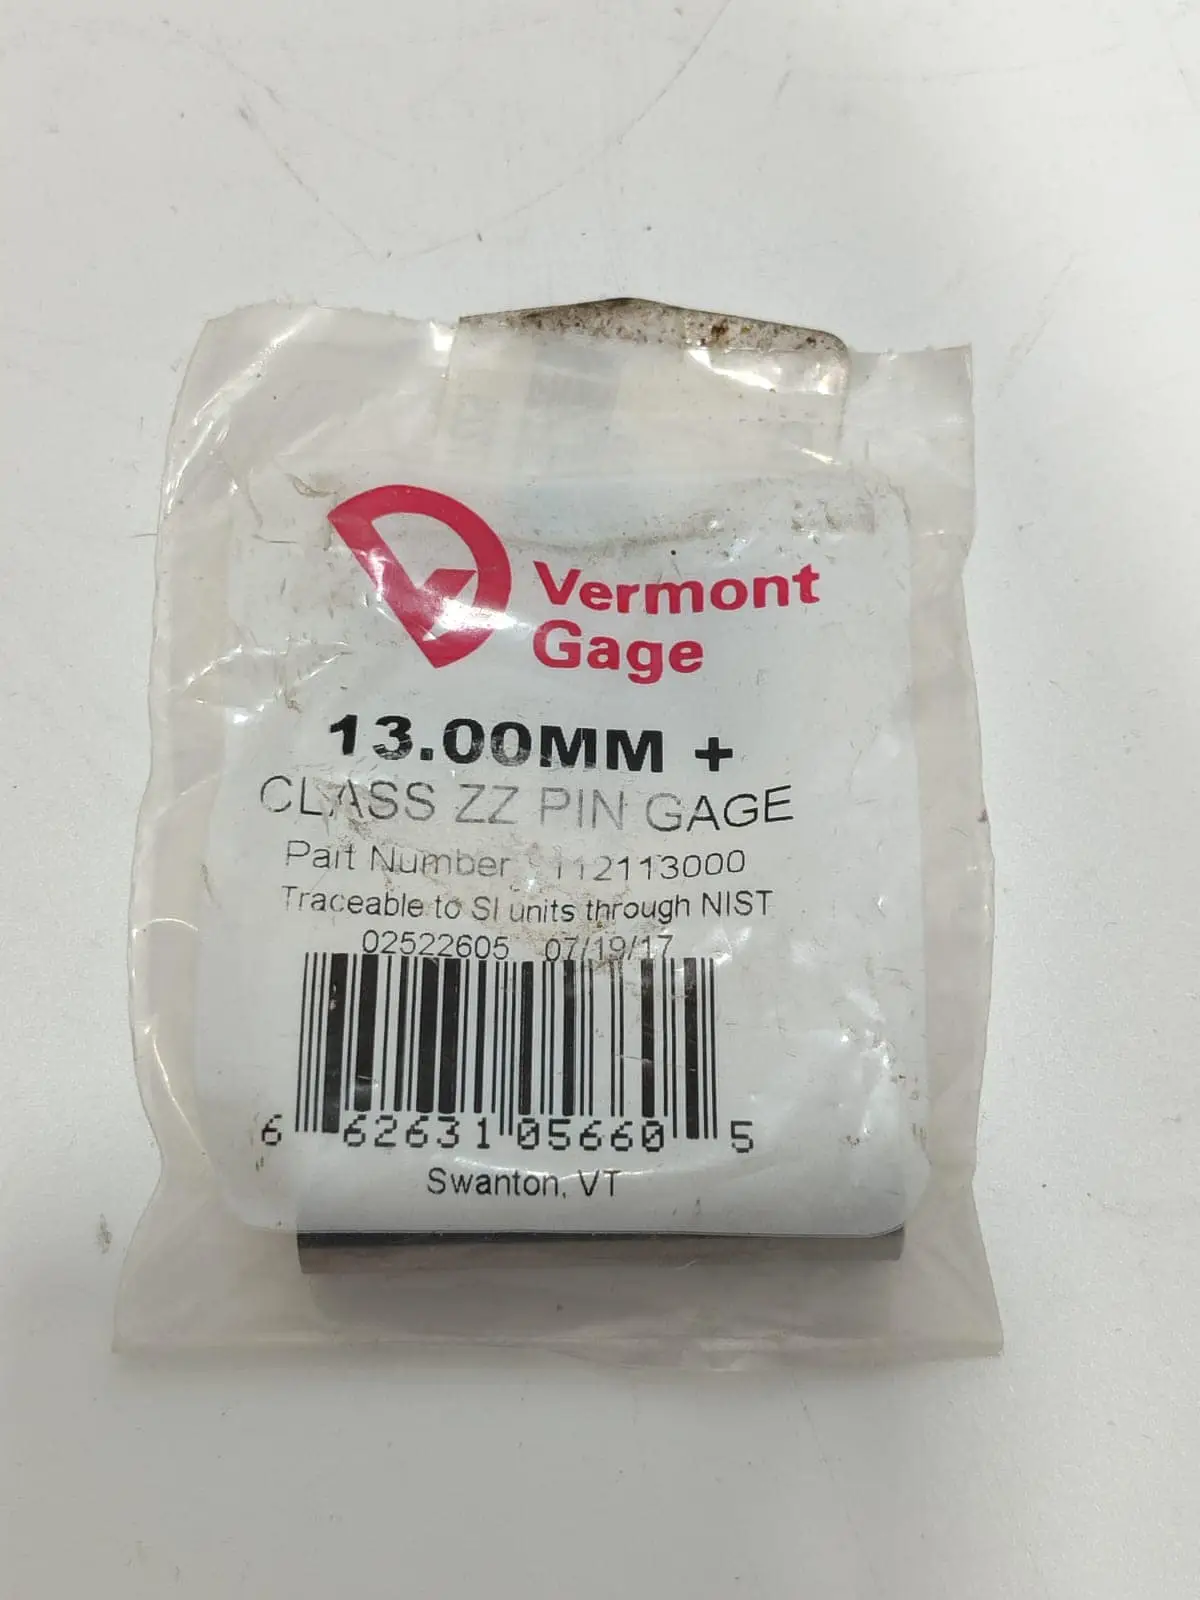 Vermont
Gage
13.00MM +
CLASS ZZ PIN GAGE
Part Number 112113000
Traceable to SI units through NIST
02522605 07/19/17
6 62631 05660 5
Swanton, VT